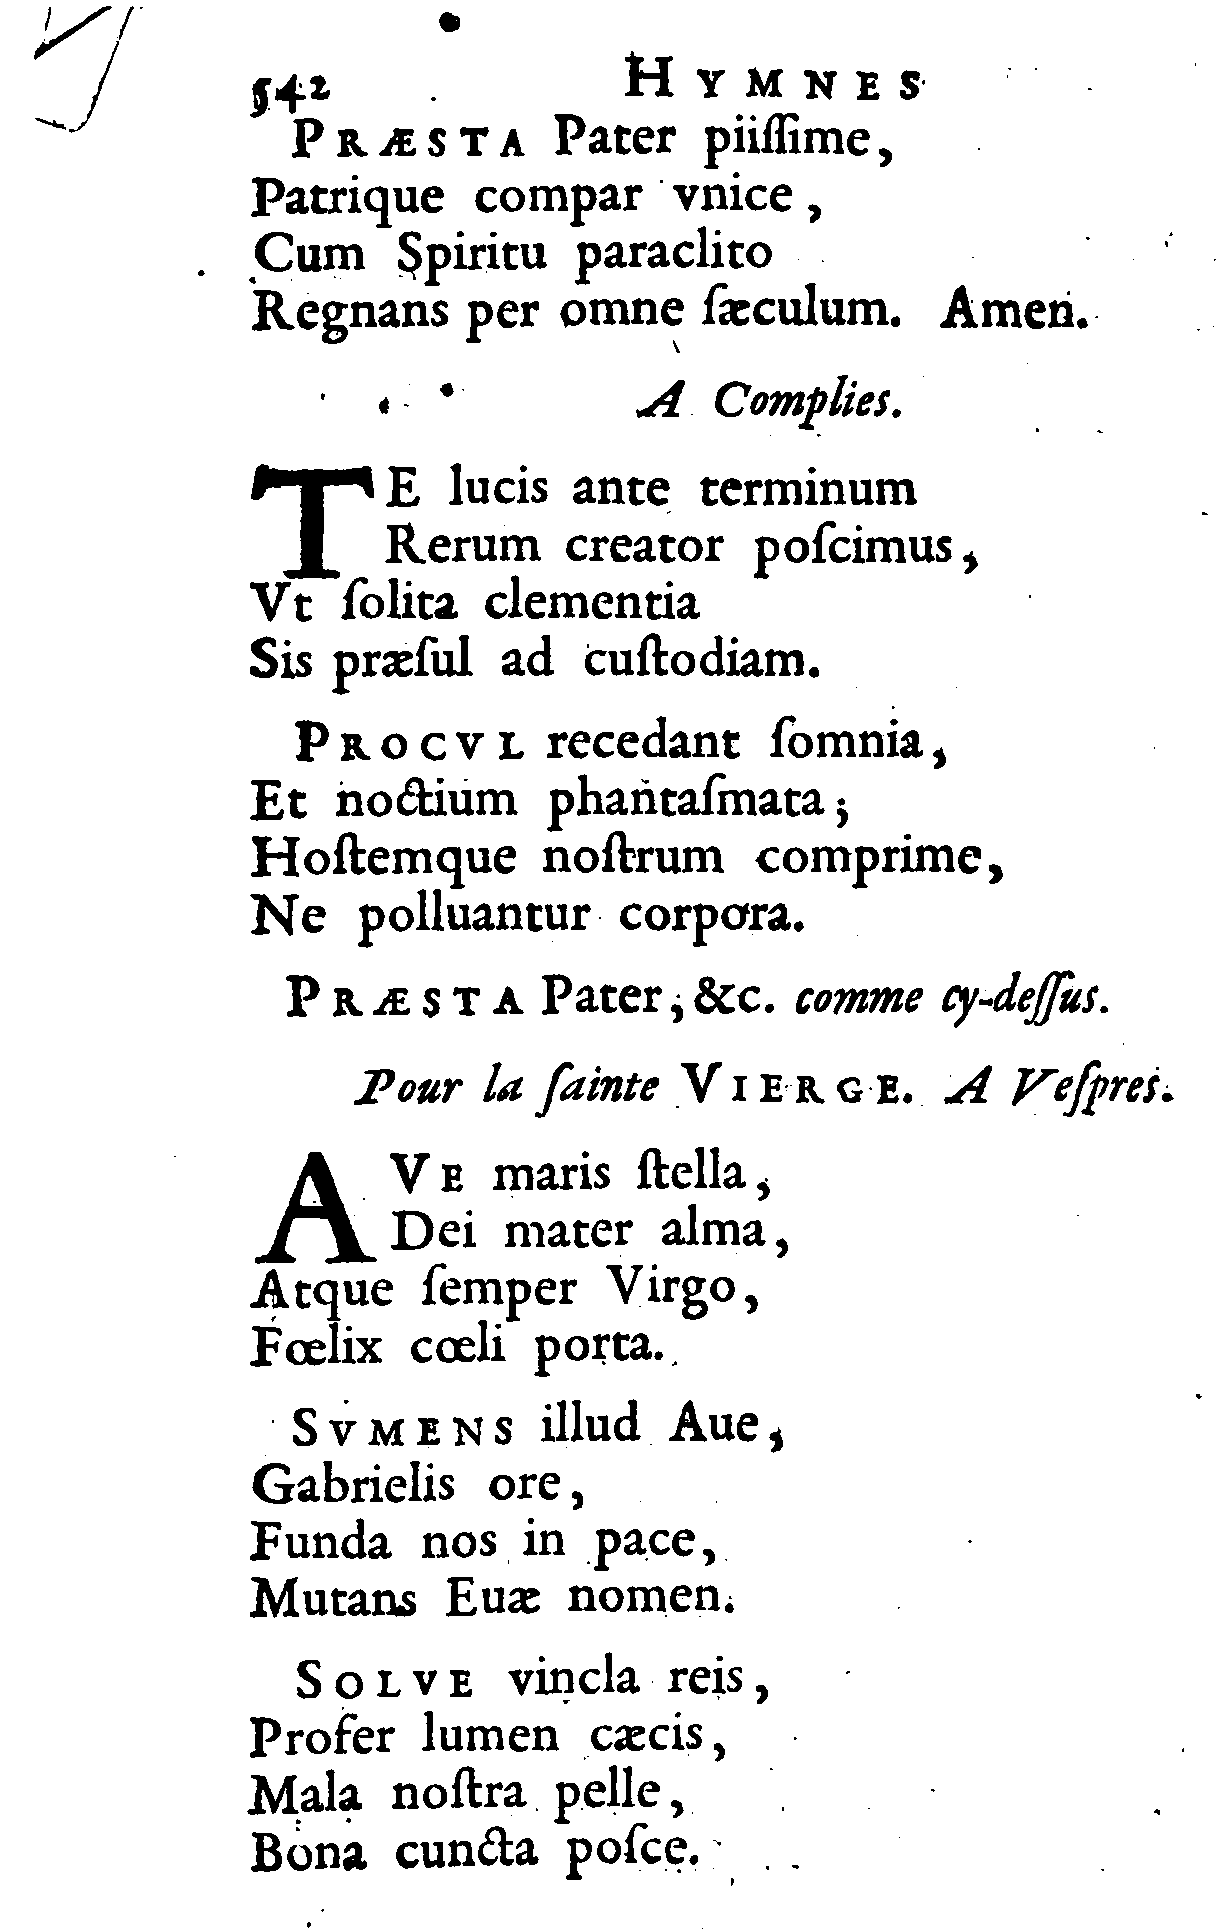 542 HYMNES
PRÆSTA Pater piiſſime,
Patrique compar vnice,
Cum Spiritu paraclito
Regnans per omne ſæculum. Amen.
A Complies.
TE lucis ante terminum
Rerum creator poſcimus,
Vt ſolita clementia
Sis præſul ad cuſtodiam.
PROCVL recedant ſomnia,
Et noctium phantaſmata;
Hoſtemque noſtrum comprime,
Ne polluantur corpora.
PRÆSTA Pater, &c. comme cy-deſſus.
Pour la ſainte VIERGE. A Veſpres.
AVE maris ſtella,
Dei mater alma,
Atque ſemper Virgo,
Fœlix cœli porta.
SVMENS illud Aue,
Gabrielis ore,
Funda nos in pace,
Mutans Euæ nomen.
SOLVE vincla reis,
Profer lumen cæcis,
Mala noſtra pelle,
Bona cuncta poſce.